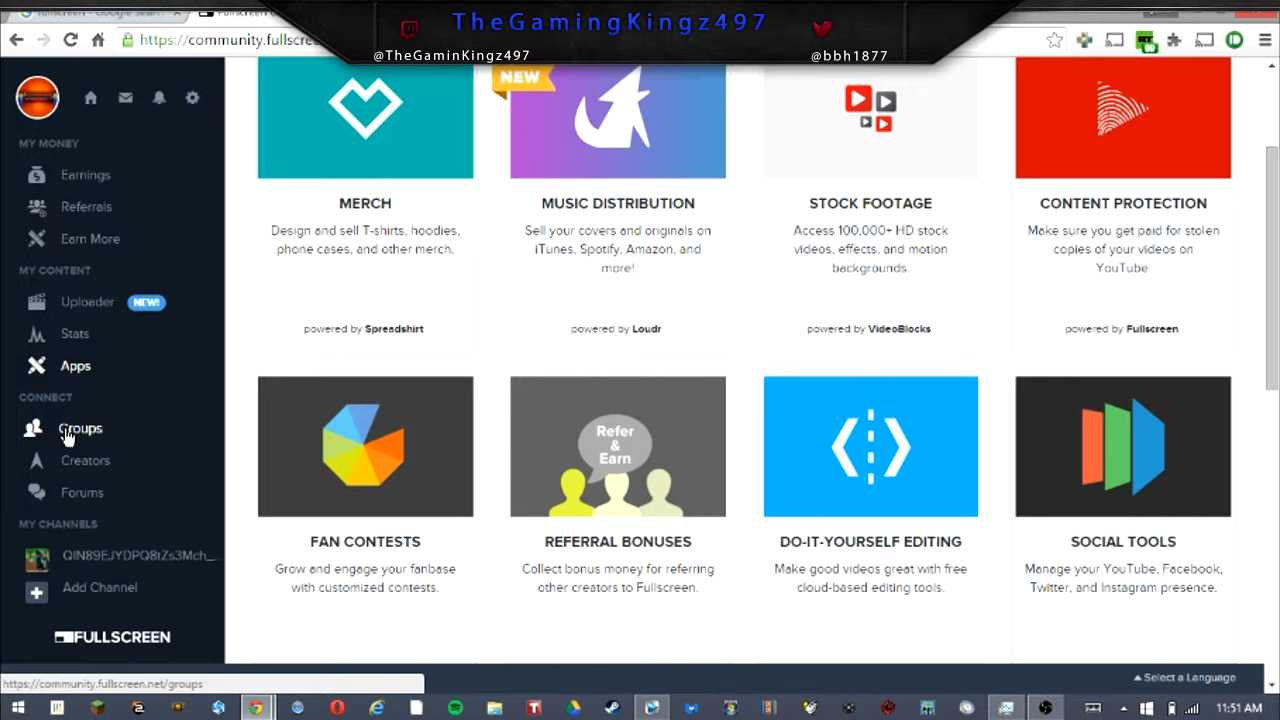 TheGamingKingz497
@TheGaminKingz497
@bbh1877
https://community.fullscre
MY MONEY
Earnings
Referrals
Earn More
MY CONTENT
Uploader NEW!
Stats
Apps
CONNECT
Groups
Creators
Forums
MY CHANNELS
QIN89EJYDPQ8tZs3Mch_...
Add Channel
FULLSCREEN
NEW
MERCH
Design and sell T-shirts, hoodies,
phone cases, and other merch.
powered by Spreadshirt
MUSIC DISTRIBUTION
Sell your covers and originals on
iTunes, Spotify, Amazon, and
more!
powered by Loudr
STOCK FOOTAGE
Access 100,000+ HD stock
videos, effects, and motion
backgrounds.
powered by VideoBlocks
CONTENT PROTECTION
Make sure you get paid for stolen
copies of your videos on
YouTube
powered by Fullscreen
FAN CONTESTS
Grow and engage your fanbase
with customized contests.
Refer
&
Earn
REFERRAL BONUSES
Collect bonus money for referring
other creators to Fullscreen.
DO-IT-YOURSELF EDITING
Make good videos great with free
cloud-based editing tools.
SOCIAL TOOLS
Manage your YouTube, Facebook,
Twitter, and Instagram presence.
Select a Language
https://community.fullscreen.net/groups
11:51 AM